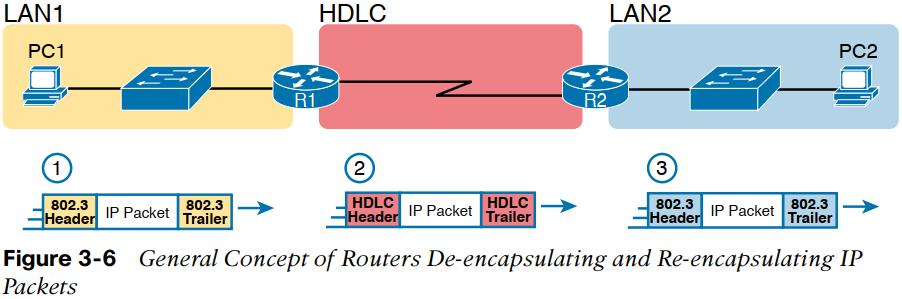 LAN1 HDLC LAN2
PC1 PC2
R1 R2
1 2 3
802.3 Header IP Packet 802.3 Trailer
HDLC Header IP Packet HDLC Trailer
802.3 Header IP Packet 802.3 Trailer
Figure 3-6 General Concept of Routers De-encapsulating and Re-encapsulating IP
Packets